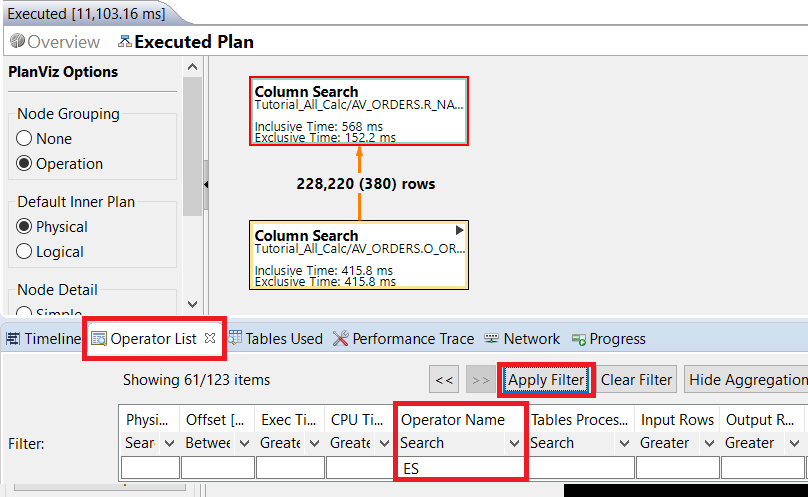 Executed [11,103.16 ms]
Overview Executed Plan
PlanViz Options
Node Grouping
None
Operation
Default Inner Plan
Physical
Logical
Node Detail
Simple
Column Search
Tutorial_All_Calc/AV_ORDERS.R_NA...
Inclusive Time: 568 ms
Exclusive Time: 152.2 ms
228,220 (380) rows
Column Search
Tutorial_All_Calc/AV_ORDERS.O_OR...
Inclusive Time: 415.8 ms
Exclusive Time: 415.8 ms
Timeline Operator List Tables Used Performance Trace Network Progress
Showing 61/123 items << >> Apply Filter Clear Filter Hide Aggregation
Physi... Offset [... Exec Ti... CPU Ti... Operator Name Tables Proces... Input Rows Output R...
Filter: Sear Betwee Greate Greate Search Search Greater Greater
ES